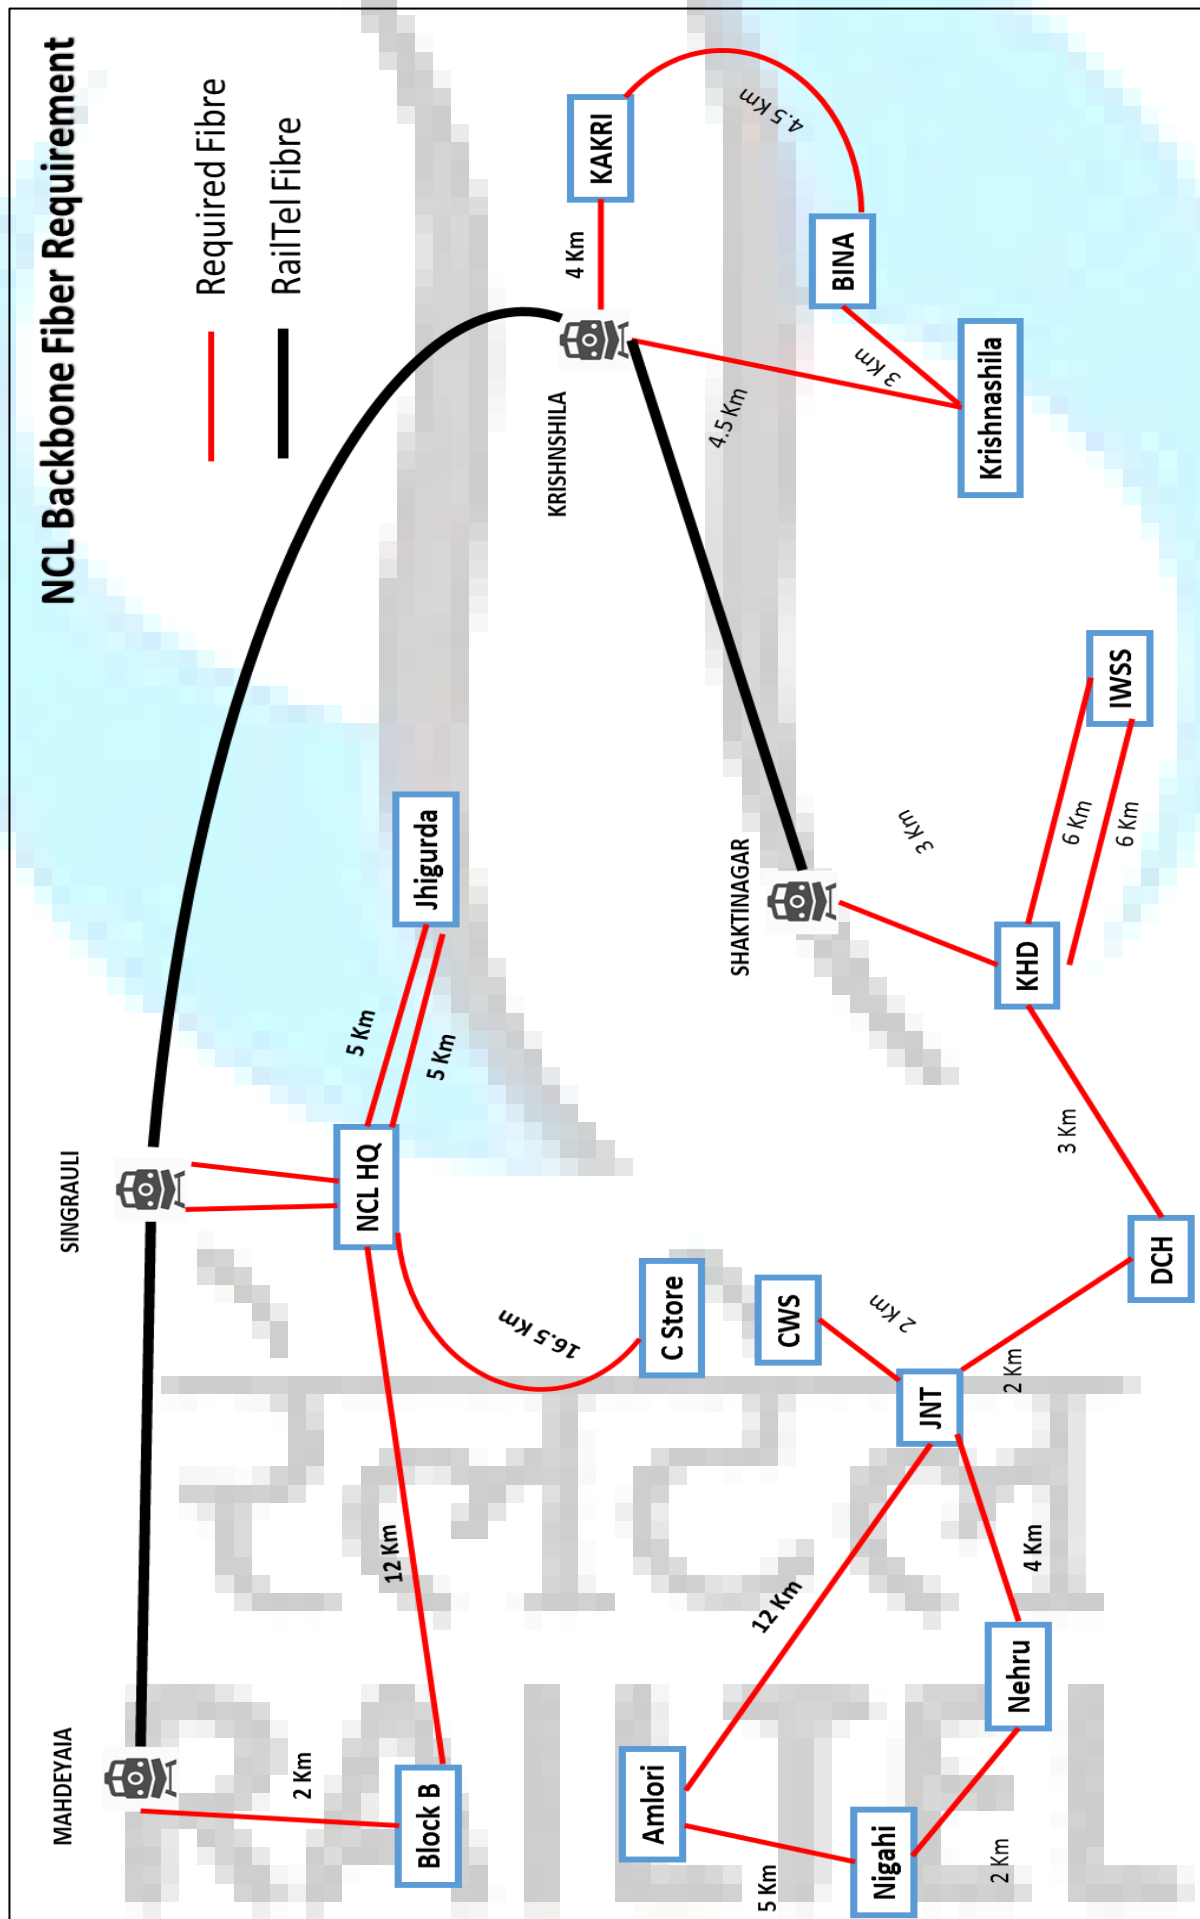 NCL Backbone Fiber Requirement
Required Fibre
RailTel Fibre
MAHDEYAIA
SINGRAULI
KRISHNSHILA
SHAKTINAGAR
2 Km
Block B
12 Km
NCL HQ
5 Km
5 Km
Jhigurda
16.5 Km
C Store
4 Km
KAKRI
4.5 Km
BINA
3 Km
4.5 Km
Krishnashila
3 Km
KHD
6 Km
6 Km
IWSS
3 Km
DCH
2 Km
CWS
2 Km
JNT
12 Km
Amlori
5 Km
Nigahi
2 Km
Nehru
4 Km
RAILTEL